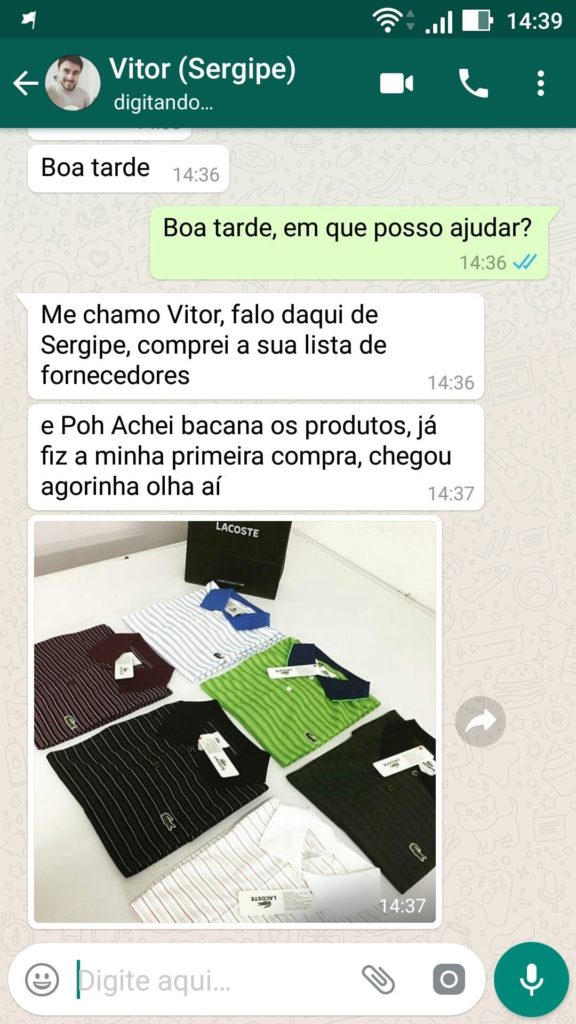 14:39
Vitor (Sergipe)
digitando...
Boa tarde
14:36
Boa tarde, em que posso ajudar?
14:36
Me chamo Vitor, falo daqui de
Sergipe, comprei a sua lista de
fornecedores
14:36
e Poh Achei bacana os produtos, já
fiz a minha primeira compra, chegou
agorinha olha aí
14:37
LACOSTE
LACOSTE
LACOSTE
14:37
Digite aqui...